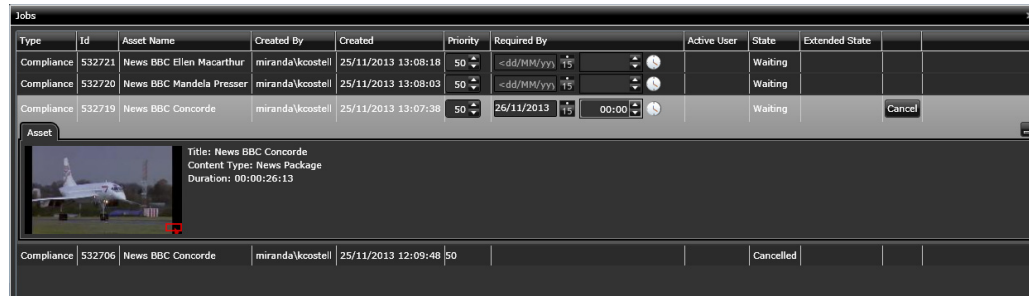 Jobs
Type Id Asset Name Created By Created Priority Required By Active User State Extended State
Compliance 532721 News BBC Ellen Macarthur miranda\kcostell 25/11/2013 13:08:18 50 <dd/MM/yyy 15 Waiting
Compliance 532720 News BBC Mandela Presser miranda\kcostell 25/11/2013 13:08:03 50 <dd/MM/yyy 15 Waiting
Compliance 532719 News BBC Concorde miranda\kcostell 25/11/2013 13:07:38 50 26/11/2013 15 00:00 Waiting Cancel
Asset
Title: News BBC Concorde
Content Type: News Package
Duration: 00:00:26:13
Compliance 532706 News BBC Concorde miranda\kcostell 25/11/2013 12:09:48 50 Cancelled